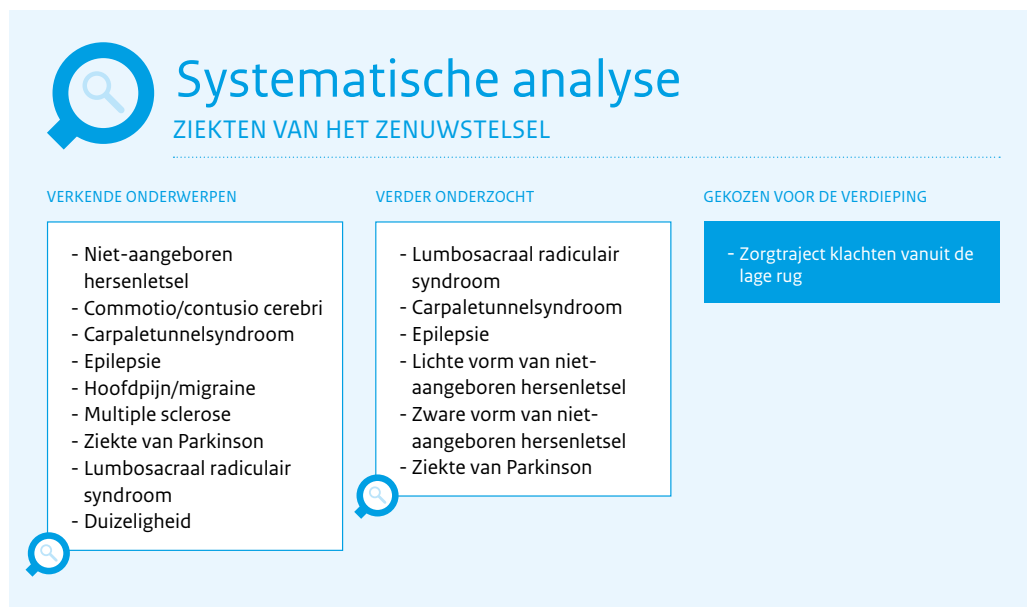 Systematische analyse
ZIEKTEN VAN HET ZENUWSTELSEL
VERKENDE ONDERWERPEN
- Niet-aangeboren
hersenletsel
- Commotio/contusio cerebri
- Carpaletunnelsyndroom
- Epilepsie
- Hoofdpijn/migraine
- Multiple sclerose
- Ziekte van Parkinson
- Lumbosacraal radiculair
syndroom
- Duizeligheid
VERDER ONDERZOCHT
- Lumbosacraal radiculair
syndroom
- Carpaletunnelsyndroom
- Epilepsie
- Lichte vorm van niet-
aangeboren hersenletsel
- Zware vorm van niet-
aangeboren hersenletsel
- Ziekte van Parkinson
GEKOZEN VOOR DE VERDIEPING
- Zorgtraject klachten vanuit de
lage rug